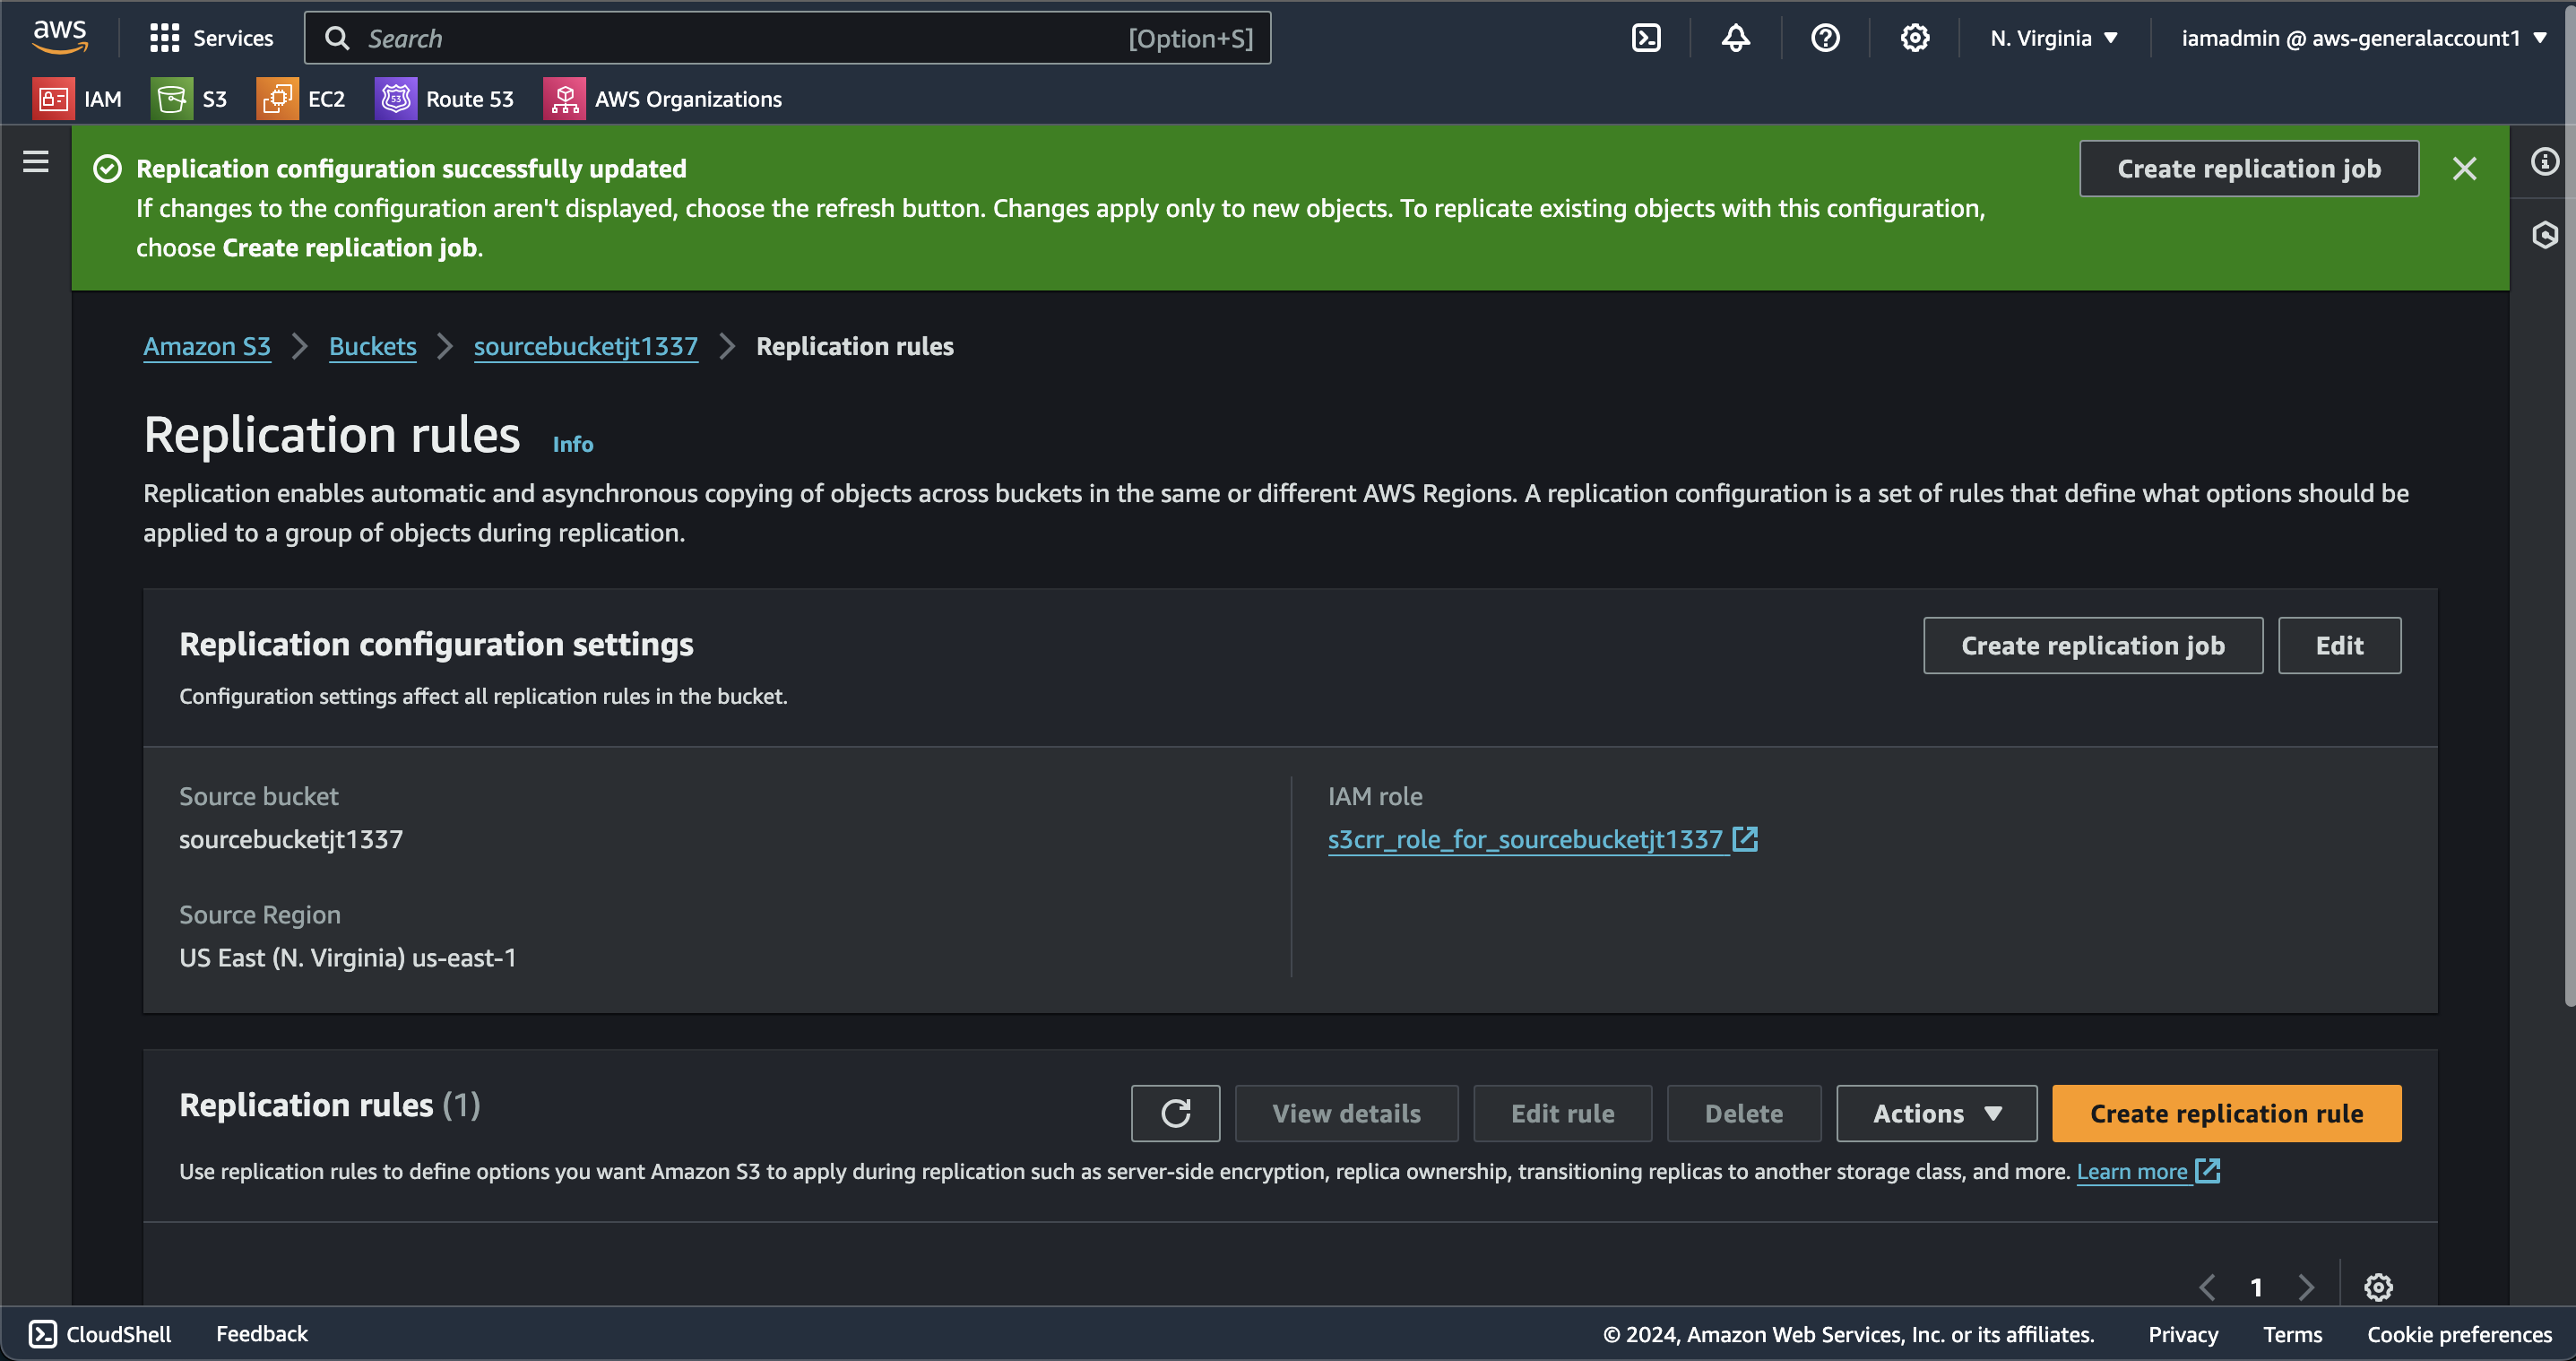 aws
Services
Search
[Option+S]
N. Virginia
iamadmin @ aws-generalaccount1
IAM
S3
EC2
53
Route 53
AWS Organizations
Replication configuration successfully updated
If changes to the configuration aren't displayed, choose the refresh button. Changes apply only to new objects. To replicate existing objects with this configuration,
choose Create replication job.
Create replication job
Amazon S3
Buckets
sourcebucketjt1337
Replication rules
Replication rules
Info
Replication enables automatic and asynchronous copying of objects across buckets in the same or different AWS Regions. A replication configuration is a set of rules that define what options should be
applied to a group of objects during replication.
Replication configuration settings
Create replication job
Edit
Configuration settings affect all replication rules in the bucket.
Source bucket
sourcebucketjt1337
Source Region
US East (N. Virginia) us-east-1
IAM role
s3crr_role_for_sourcebucketjt1337
Replication rules (1)
View details
Edit rule
Delete
Actions
Create replication rule
Use replication rules to define options you want Amazon S3 to apply during replication such as server-side encryption, replica ownership, transitioning replicas to another storage class, and more. Learn more
1
CloudShell
Feedback
© 2024, Amazon Web Services, Inc. or its affiliates.
Privacy
Terms
Cookie preferences